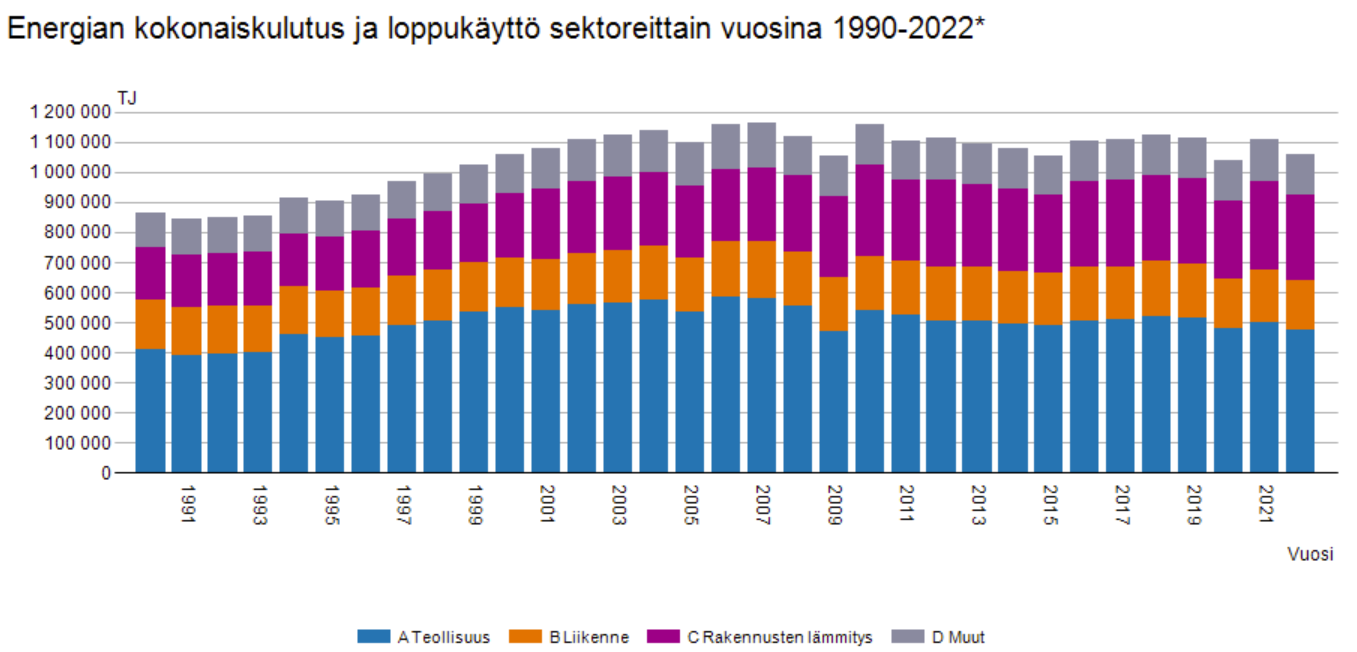 Energian kokonaiskulutus ja loppukäyttö sektoreittain vuosina 1990-2022*
TJ
1 200 000
1 100 000
1 000 000
900 000
800 000
700 000
600 000
500 000
400 000
300 000
200 000
100 000
0
1991 1993 1995 1997 1999 2001 2003 2005 2007 2009 2011 2013 2015 2017 2019 2021
Vuosi
A Teollisuus B Liikenne C Rakennusten lämmitys D Muut